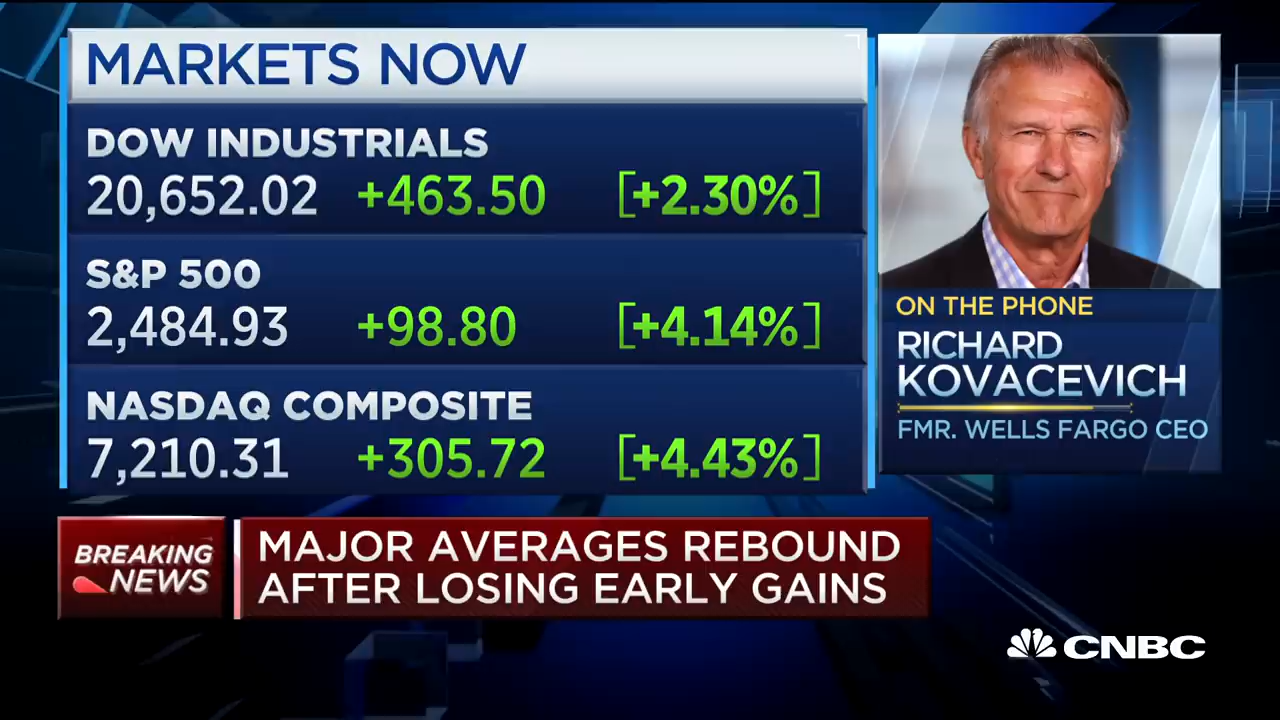 MARKETS NOW
DOW INDUSTRIALS
20,652.02 +463.50 [+2.30%]
S&P 500
2,484.93 +98.80 [+4.14%]
NASDAQ COMPOSITE
7,210.31 +305.72 [+4.43%]
ON THE PHONE
RICHARD
KOVACEVICH
FMR. WELLS FARGO CEO
BREAKING
NEWS
MAJOR AVERAGES REBOUND
AFTER LOSING EARLY GAINS
CNBC